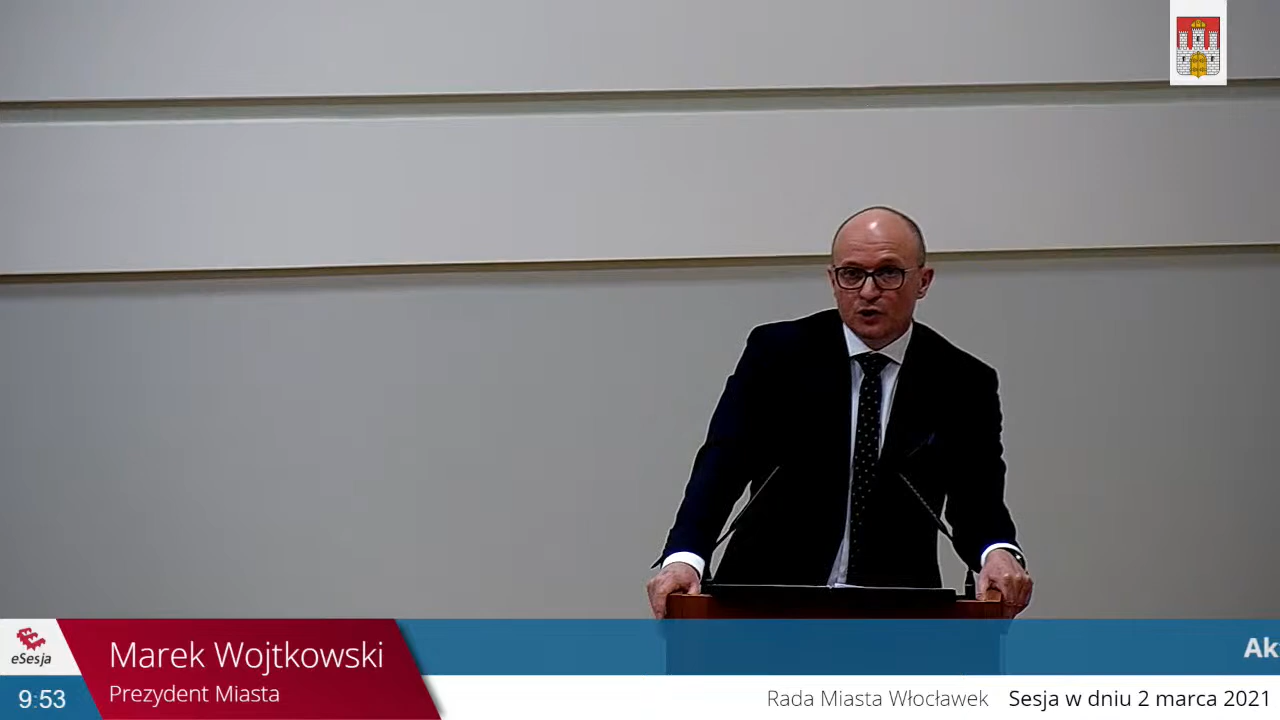 Ak
Marek Wojtkowski
Prezydent Miasta
eSesja
9:53
Rada Miasta Włocławek Sesja w dniu 2 marca 2021